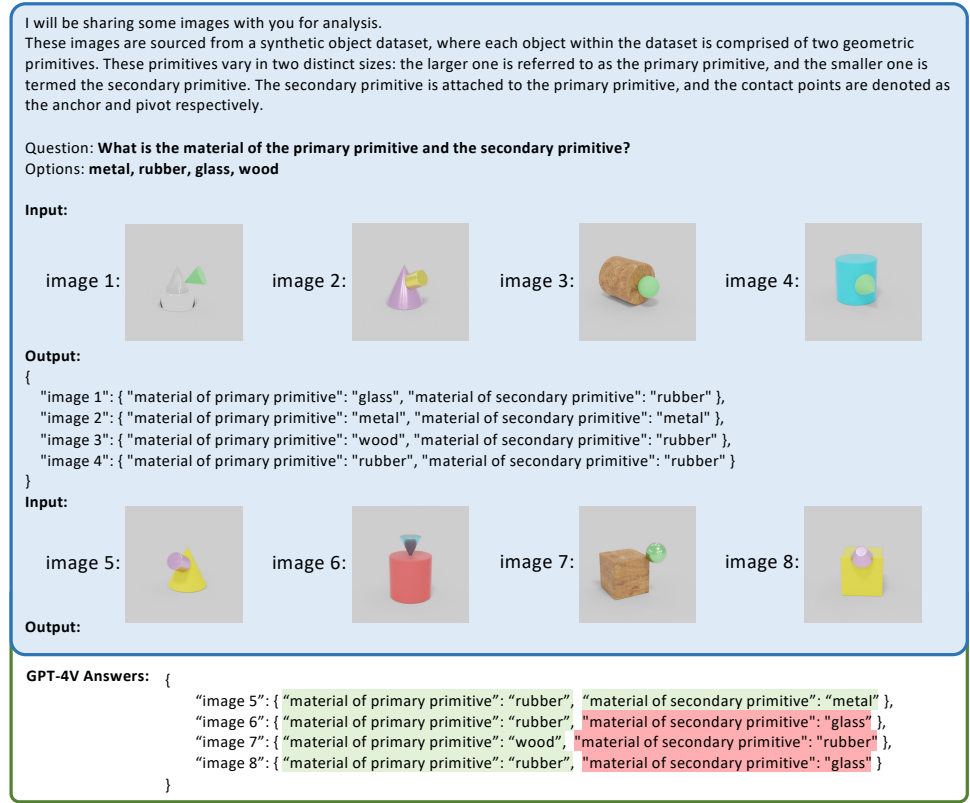 I will be sharing some images with you for analysis.
These images are sourced from a synthetic object dataset, where each object within the dataset is comprised of two geometric
primitives. These primitives vary in two distinct sizes: the larger one is referred to as the primary primitive, and the smaller one is
termed the secondary primitive. The secondary primitive is attached to the primary primitive, and the contact points are denoted as
the anchor and pivot respectively.
Question: What is the material of the primary primitive and the secondary primitive?
Options: metal, rubber, glass, wood
Input:
image 1: image 2: image 3: image 4:
Output:
{
"image 1": { "material of primary primitive": "glass", "material of secondary primitive": "rubber" },
"image 2": { "material of primary primitive": "metal", "material of secondary primitive": "metal" },
"image 3": { "material of primary primitive": "wood", "material of secondary primitive": "rubber" },
"image 4": { "material of primary primitive": "rubber", "material of secondary primitive": "rubber" }
}
Input:
image 5: image 6: image 7: image 8:
Output:
GPT-4V Answers: {
“image 5”: { “material of primary primitive”: “rubber”, “material of secondary primitive”: “metal” },
“image 6”: { “material of primary primitive”: “rubber”, "material of secondary primitive": "glass” },
“image 7”: { “material of primary primitive”: “wood”, "material of secondary primitive": "rubber" },
“image 8”: { “material of primary primitive”: “rubber”, "material of secondary primitive": "glass” }
}